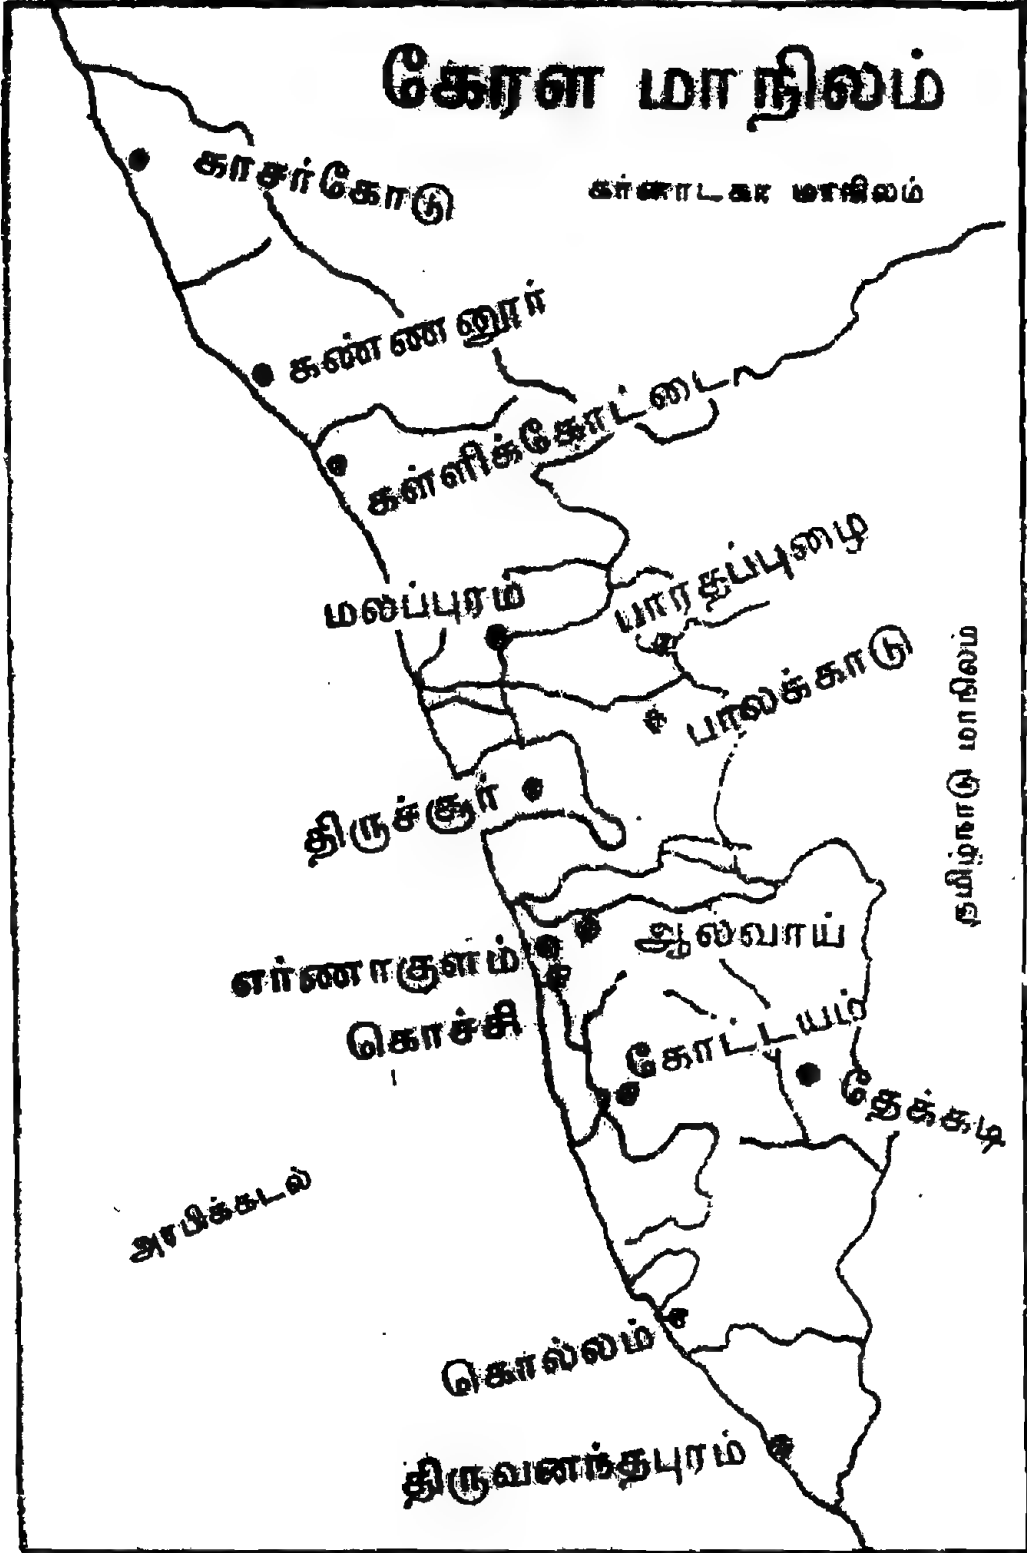 கேரள மாநிலம்
காசர்கோடு
கர்னாடகா மாநிலம்
கண்ணனூர்
கள்ளிக்கோட்டை
மலப்புரம்
பாரதப்புழை
பாலக்காடு
தமிழ்நாடு மாநிலம்
திருச்சூர்
ஆல்வாய்
எர்ணாகுளம்
கொச்சி
கோட்டயம்
தேக்கடி
அரபிக்கடல்
கொல்லம்
திருவனந்தபுரம்